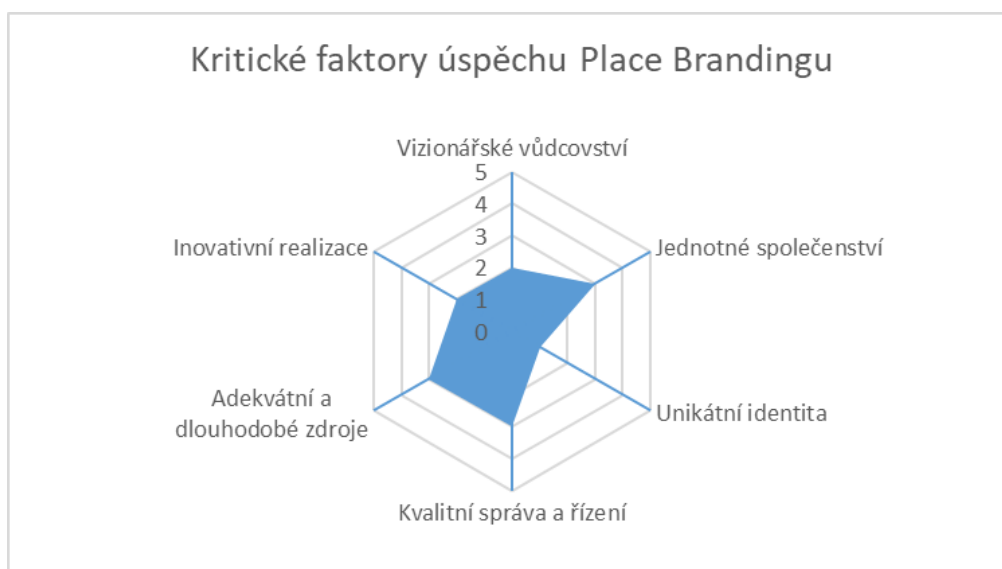 Kritické faktory úspěchu Place Brandingu
Vizionářské vůdcovství
5
4
3
2
1
0
Jednotné společenství
Unikátní identita
Kvalitní správa a řízení
Adekvátní a
dlouhodobé zdroje
Inovativní realizace